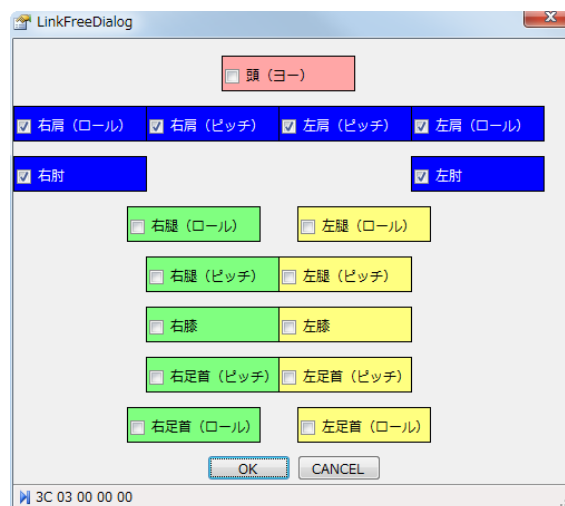 LinkFreeDialog
頭（ヨー）
右肩（ロール） 右肩（ピッチ） 左肩（ピッチ） 左肩（ロール）
右肘 左肘
右腿（ロール） 左腿（ロール）
右腿（ピッチ） 左腿（ピッチ）
右膝 左膝
右足首（ピッチ） 左足首（ピッチ）
右足首（ロール） 左足首（ロール）
OK CANCEL
3C 03 00 00 00